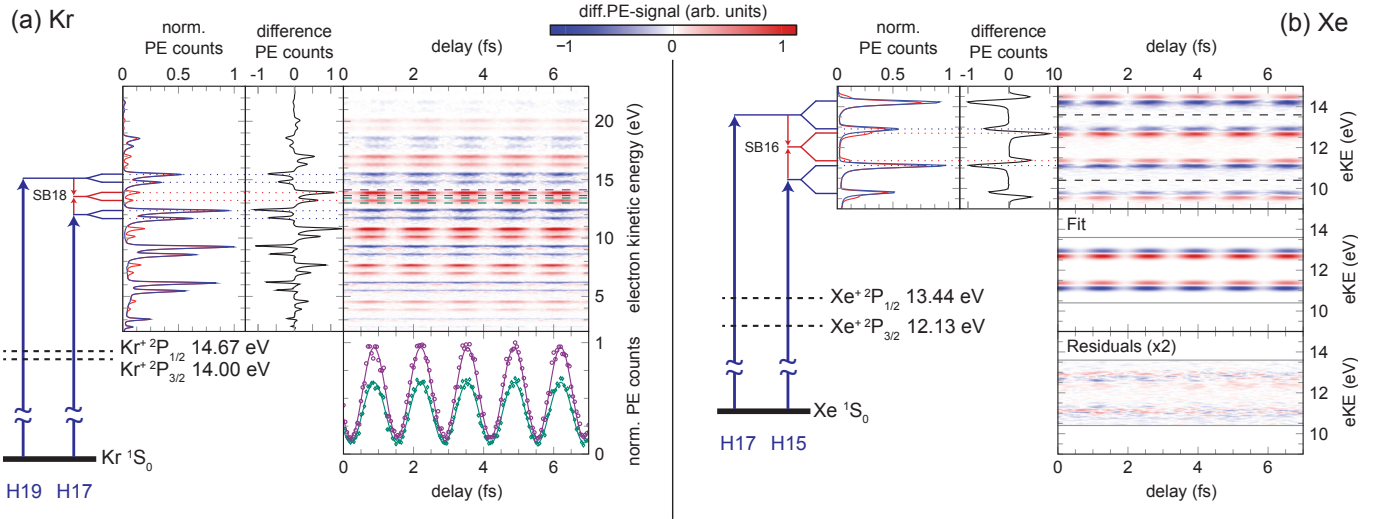 (a) Kr
norm.
PE counts
difference
PE counts
diff.PE-signal (arb. units)
−1 0 1
delay (fs)
(b) Xe
norm.
PE counts
difference
PE counts
delay (fs)
0 0.5 1 -1 0 1 0 2 4 6
0 0.5 1 -1 0 1 0 2 4 6
20
15
10
5
electron kinetic energy (eV)
SB18
Kr⁺ ²P₁/₂ 14.67 eV
Kr⁺ ²P₃/₂ 14.00 eV
Kr ¹S₀
H19 H17
1
0
norm. PE counts
0 2 4 6
delay (fs)
SB16
14
12
10
eKE (eV)
Fit
14
12
10
eKE (eV)
Xe⁺ ²P₁/₂ 13.44 eV
Xe⁺ ²P₃/₂ 12.13 eV
Residuals (x2)
14
12
10
eKE (eV)
Xe ¹S₀
H17 H15
0 2 4 6
delay (fs)